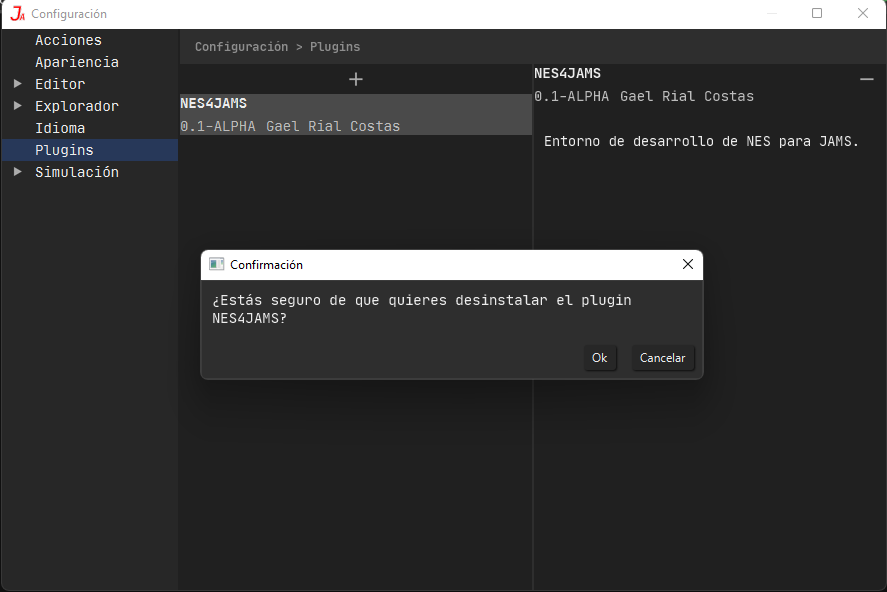 JA Configuración
Acciones
Apariencia
Editor
Explorador
Idioma
Plugins
Simulación
Configuración > Plugins
NES4JAMS
0.1-ALPHA Gael Rial Costas
NES4JAMS
0.1-ALPHA Gael Rial Costas
Entorno de desarrollo de NES para JAMS.
Confirmación
¿Estás seguro de que quieres desinstalar el plugin
NES4JAMS?
Ok Cancelar